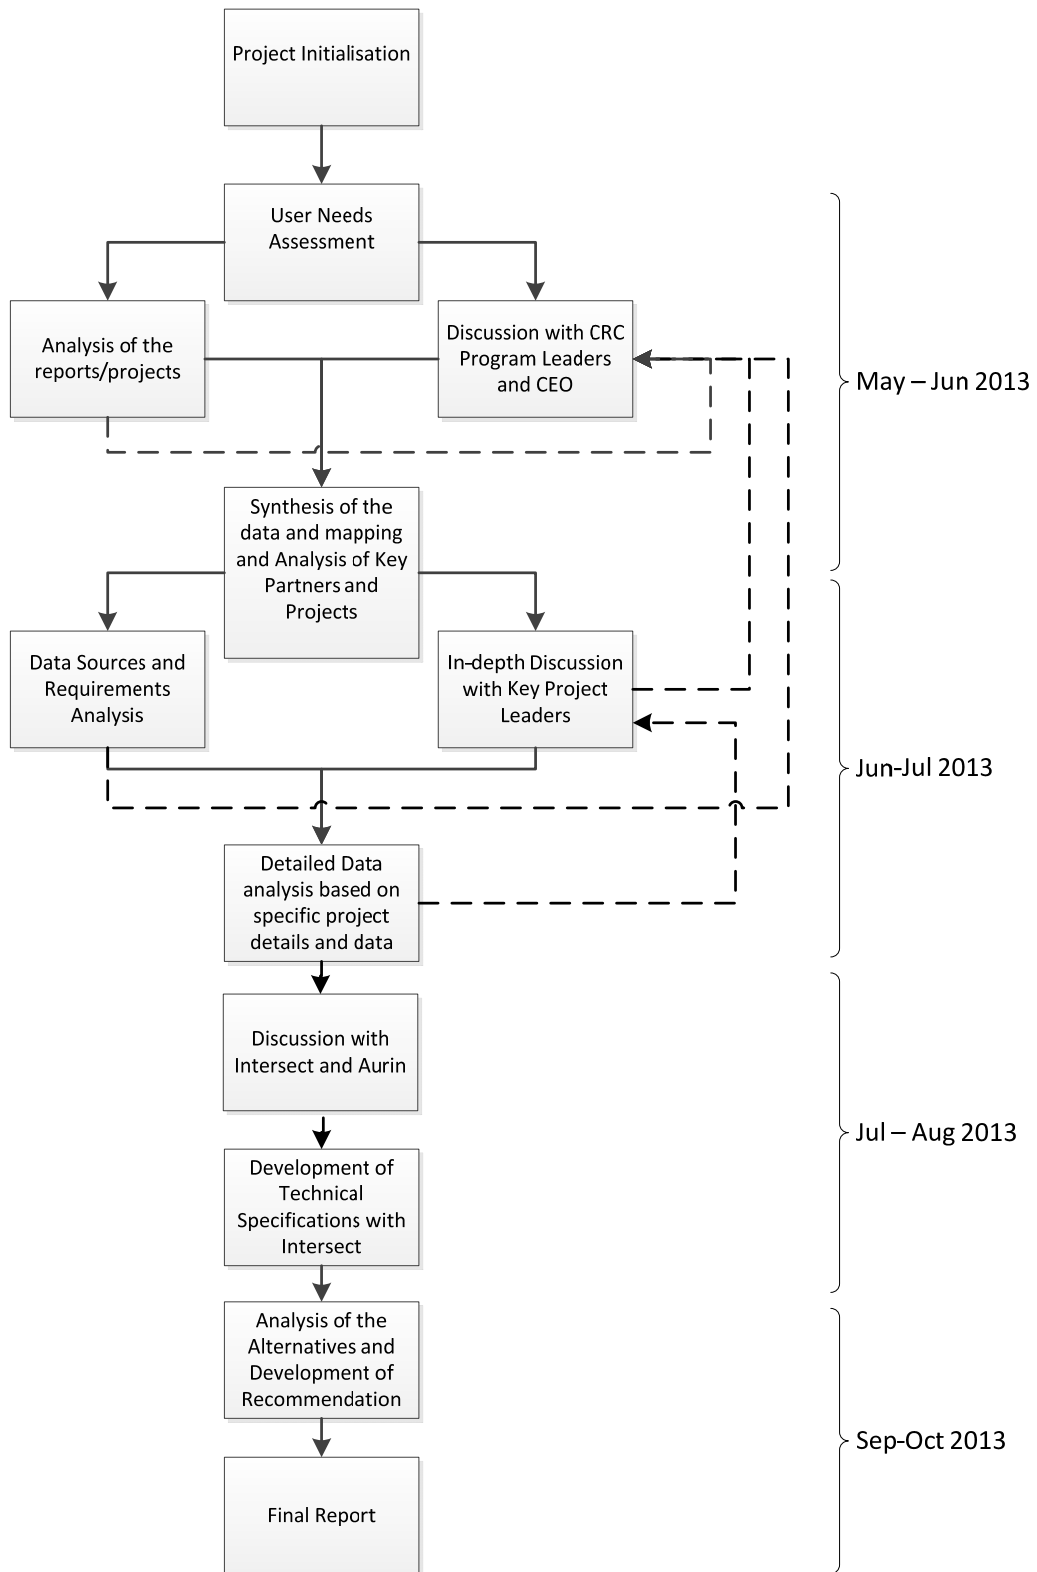 Project Initialisation
User Needs
Assessment
Analysis of the
reports/projects
Discussion with CRC
Program Leaders
and CEO
May – Jun 2013
Synthesis of the
data and mapping
and Analysis of Key
Partners and
Projects
Data Sources and
Requirements
Analysis
In-depth Discussion
with Key Project
Leaders
Jun-Jul 2013
Detailed Data
analysis based on
specific project
details and data
Discussion with
Intersect and Aurin
Jul – Aug 2013
Development of
Technical
Specifications with
Intersect
Analysis of the
Alternatives and
Development of
Recommendation
Sep-Oct 2013
Final Report